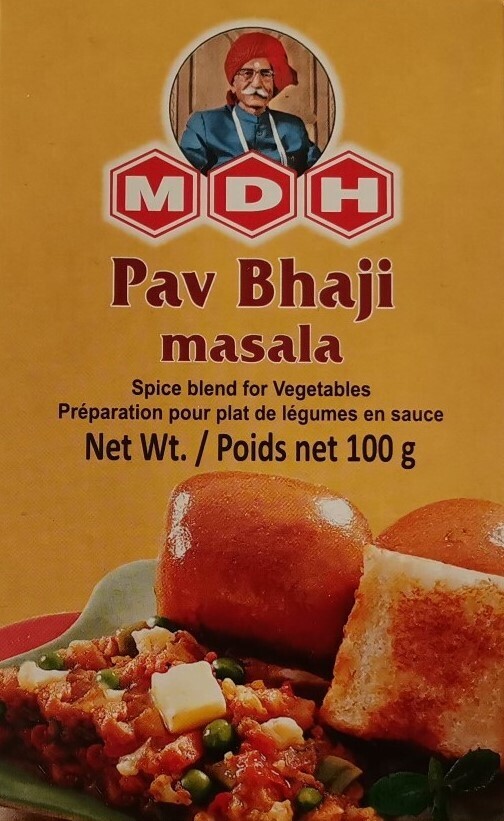 MDH
Pav Bhaji
masala
Spice blend for Vegetables
Préparation pour plat de légumes en sauce
Net Wt. / Poids net 100 g